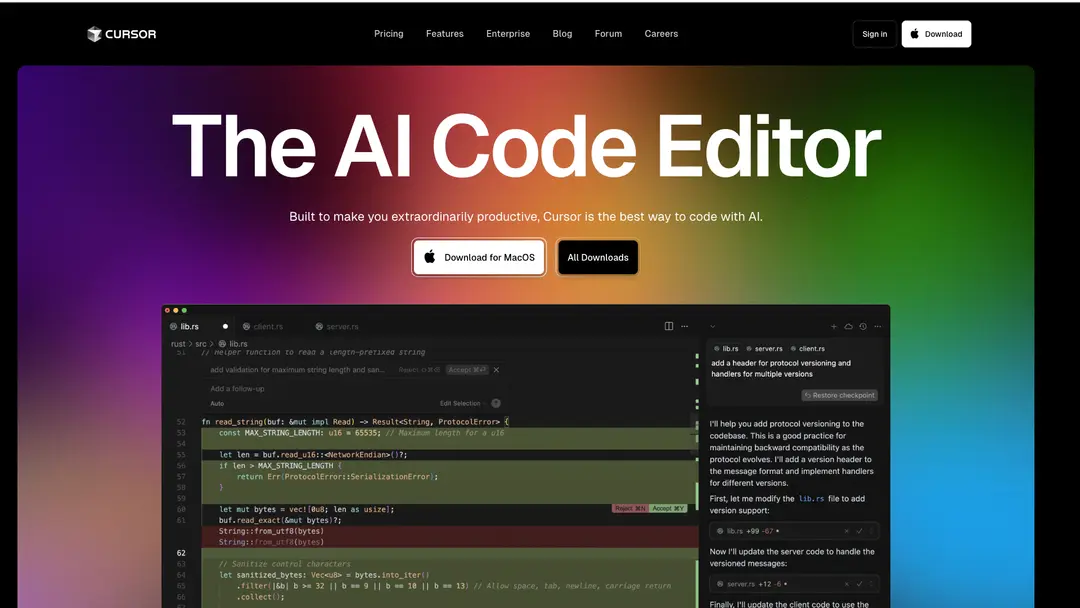 CURSOR
Pricing
Features
Enterprise
Blog
Forum
Careers
Sign in
Download
The AI Code Editor
Built to make you extraordinarily productive, Cursor is the best way to code with AI.
Download for MacOS
All Downloads
lib.rs
client.rs
server.rs
rust > src > lib.rs
51 // Helper function to read a length-prefixed string
add validation for maximum string length and san...
Reject
Accept
Add a follow-up
Auto
Edit Selection
52 fn read_string(buf: &mut impl Read) -> Result<String, ProtocolError> {
53 const MAX_STRING_LENGTH: u16 = 65535; // Maximum length for a u16
54
55 let len = buf.read_u16::<NetworkEndian>()?;
56 if len > MAX_STRING_LENGTH {
57 return Err(ProtocolError::SerializationError);
58 }
59
60 let mut bytes = vec![0u8; len as usize];
Reject ⌘N
Accept ⌘Y
61 buf.read_exact(&mut bytes)?;
String::from_utf8(bytes)
String::from_utf8(bytes)
62
63 // Sanitize control characters
64 let sanitized_bytes: Vec<u8> = bytes.into_iter()
65 .filter(|&b| b >= 32 || b == 9 || b == 10 || b == 13) // Allow space, tab, newline, carriage return
66 .collect();
67
lib.rs
server.rs
client.rs
add a header for protocol versioning and
handlers for multiple versions
Restore checkpoint
I'll help you add protocol versioning to the
codebase. This is a good practice for
maintaining backward compatibility as the
protocol evolves. I'll add a version header to
the message format and implement handlers
for different versions.
First, let me modify the lib.rs file to add
version support:
lib.rs +99 -67 •
Now I'll update the server code to handle the
versioned messages:
server.rs +12 -6 •
Finally, I'll update the client code to use the